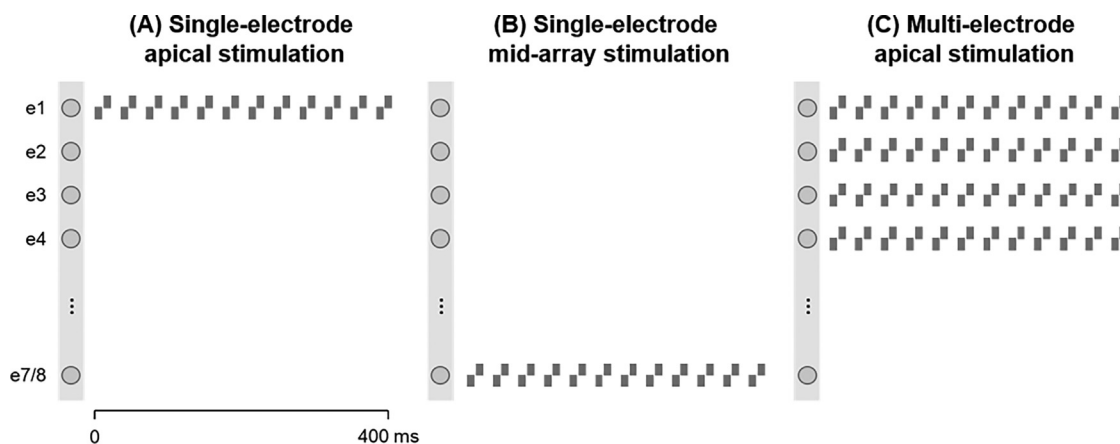 (A) Single-electrode
apical stimulation
(B) Single-electrode
mid-array stimulation
(C) Multi-electrode
apical stimulation
e1
e2
e3
e4
e7/8
0
400 ms